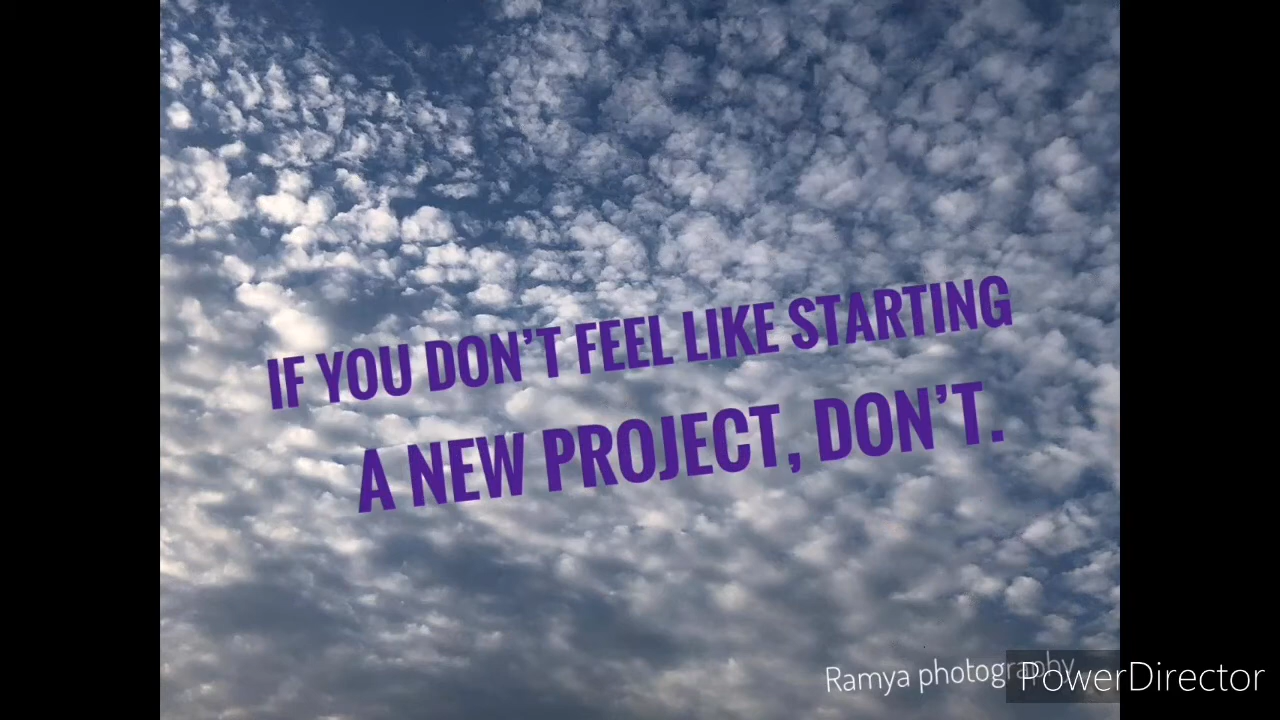 IF YOU DON’T FEEL LIKE STARTING
A NEW PROJECT, DON’T.
Ramya photography
PowerDirector